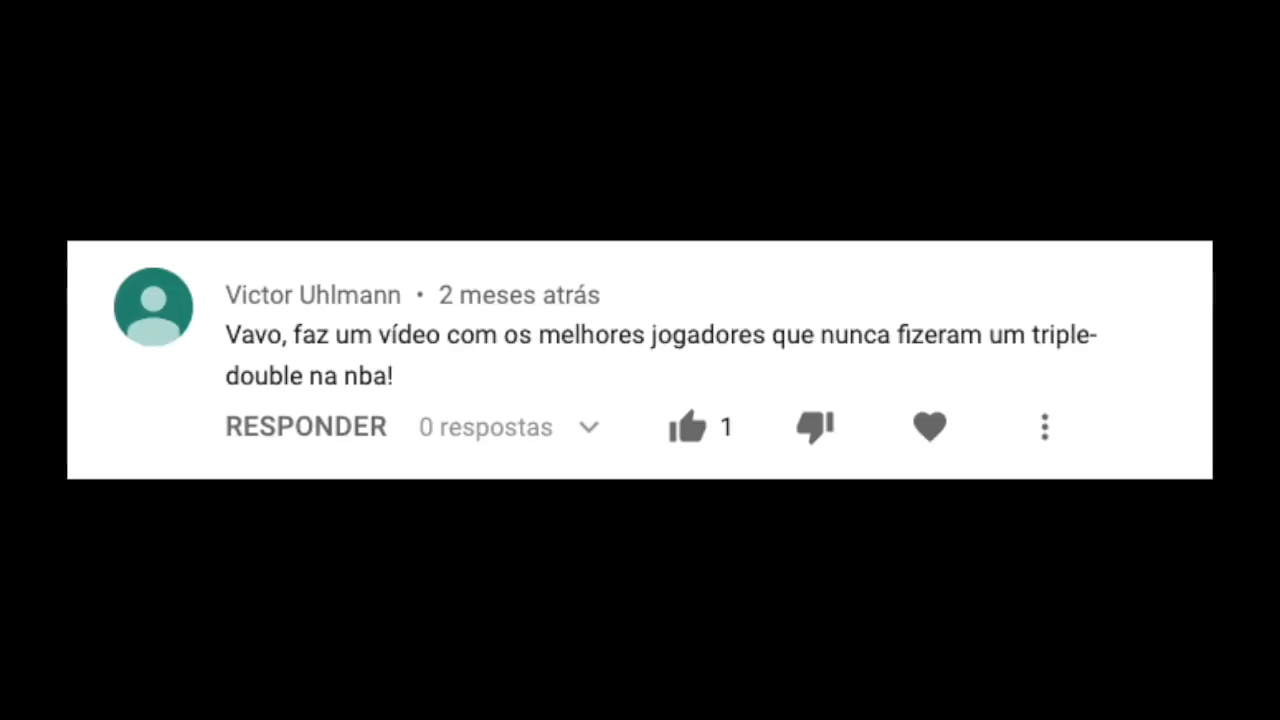 Victor Uhlmann • 2 meses atrás
Vavo, faz um vídeo com os melhores jogadores que nunca fizeram um triple-
double na nba!
RESPONDER 0 respostas 1